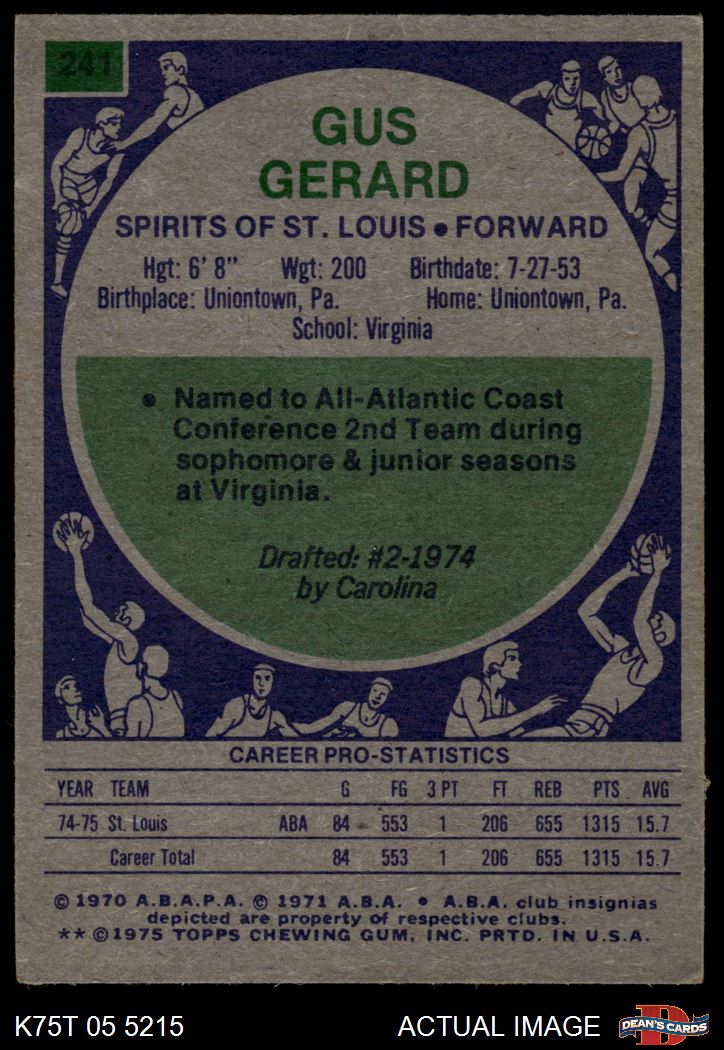 241
GUS
GERARD
SPIRITS OF ST. LOUIS • FORWARD
Hgt: 6' 8" Wgt: 200 Birthdate: 7-27-53
Birthplace: Uniontown, Pa. Home: Uniontown, Pa.
School: Virginia
• Named to All-Atlantic Coast
Conference 2nd Team during
sophomore & junior seasons
at Virginia.
Drafted: #2-1974
by Carolina
CAREER PRO-STATISTICS
YEAR TEAM G FG 3 PT FT REB PTS AVG
74-75 St. Louis ABA 84 553 1 206 655 1315 15.7
Career Total 84 553 1 206 655 1315 15.7
© 1970 A.B.A.P.A. © 1971 A.B.A. • A.B.A. club insignias
depicted are property of respective clubs.
** © 1975 TOPPS CHEWING GUM, INC. PRTD. IN U.S.A.
K75T 05 5215 ACTUAL IMAGE D DEAN'S CARDS